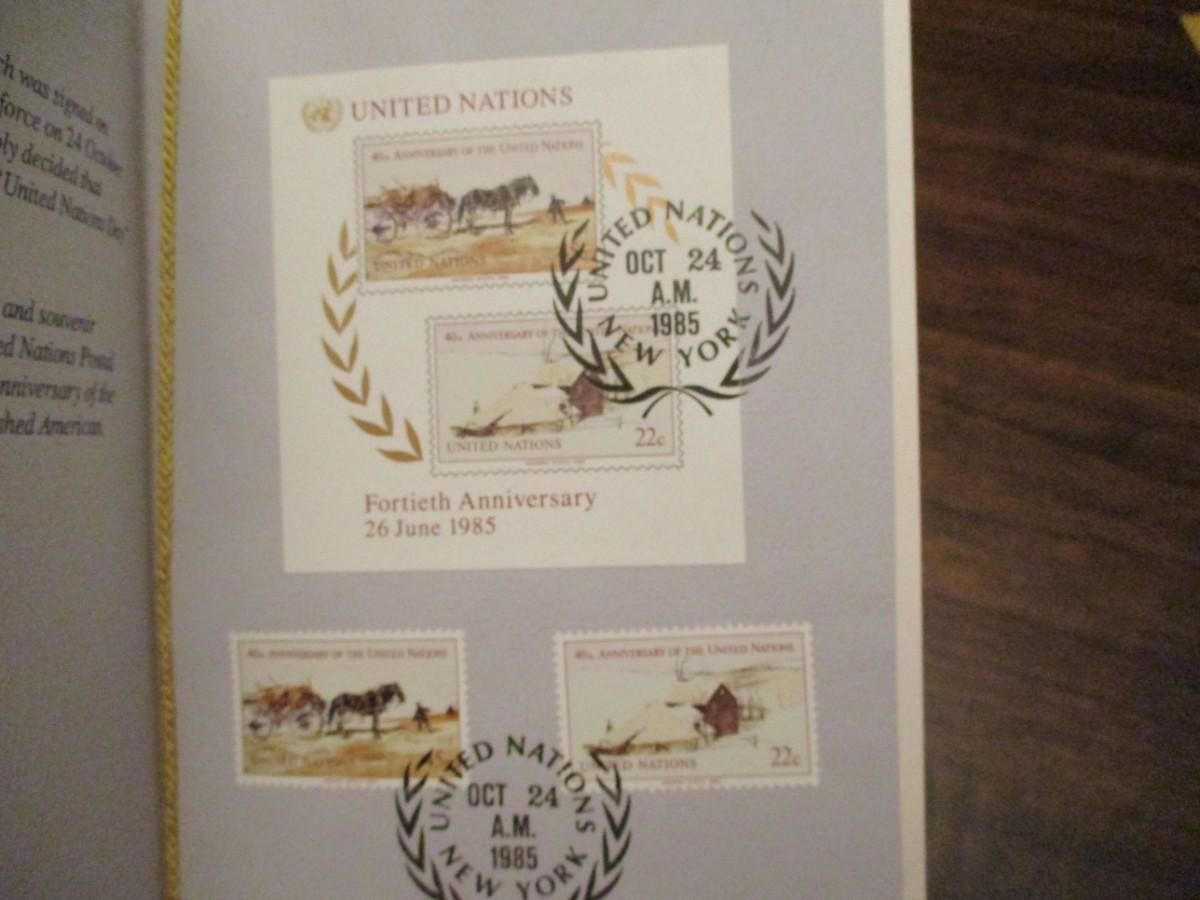 ch was signed on
force on 24 October
bly decided that
"United Nations Day"
and souvenir
ed Nations Postal
nniversary of the
shed American
UNITED NATIONS
40th ANNIVERSARY OF THE UNITED NATIONS
UNITED NATIONS
40th ANNIVERSARY OF THE UNITED NATIONS
UNITED NATIONS 22c
UNITED NATIONS
OCT 24
A.M.
1985
NEW YORK
Fortieth Anniversary
26 June 1985
40th ANNIVERSARY OF THE UNITED NATIONS
UNITED NATIONS
40th ANNIVERSARY OF THE UNITED NATIONS
UNITED NATIONS 22c
UNITED NATIONS
OCT 24
A.M.
1985
NEW YORK